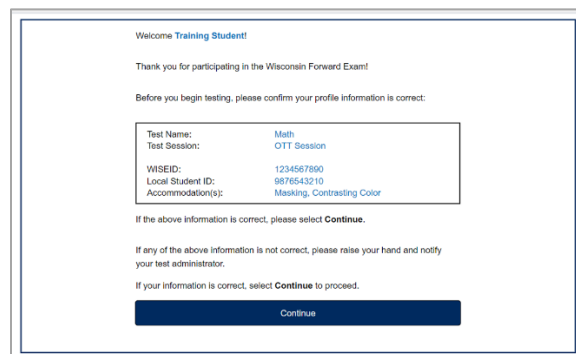 Welcome Training Student!
Thank you for participating in the Wisconsin Forward Exam!
Before you begin testing, please confirm your profile information is correct:
Test Name: Math
Test Session: OTT Session
WISEID: 1234567890
Local Student ID: 9876543210
Accommodation(s): Masking, Contrasting Color
If the above information is correct, please select Continue.
If any of the above information is not correct, please raise your hand and notify
your test administrator.
If your information is correct, select Continue to proceed.
Continue